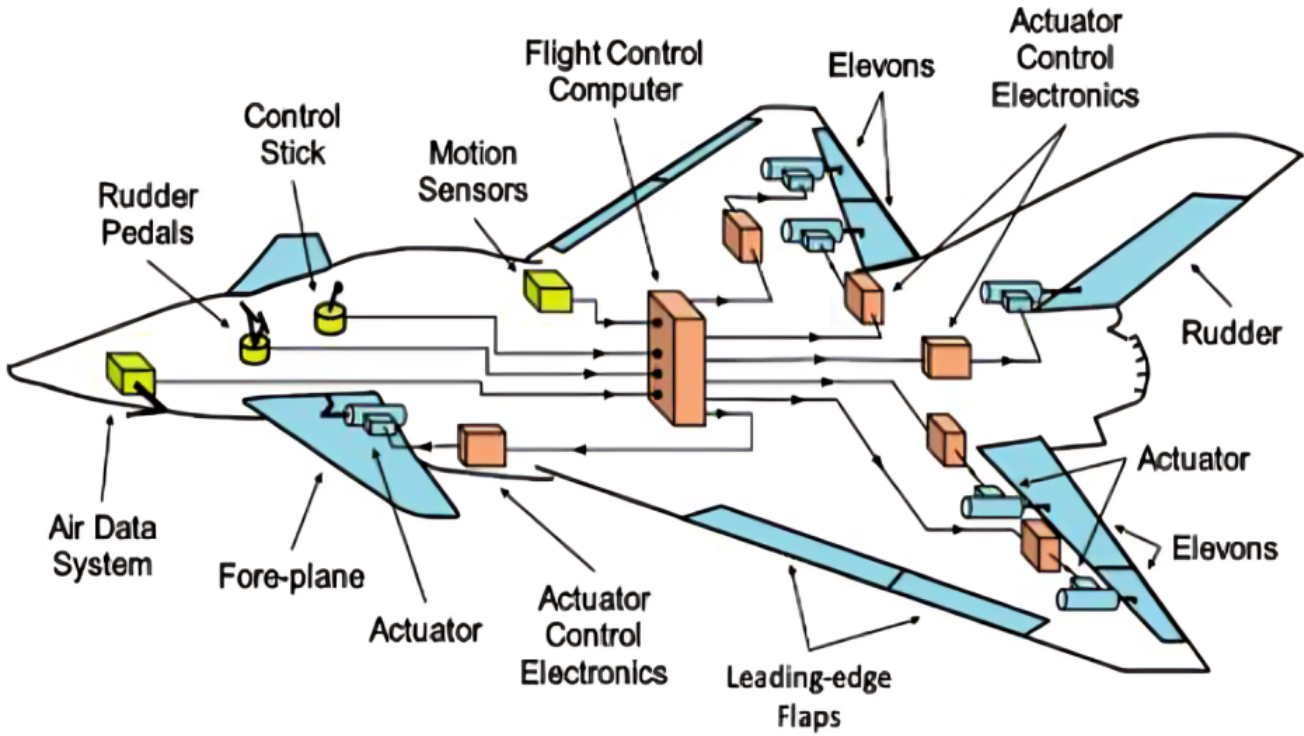 Actuator
Control
Electronics
Flight Control
Computer
Elevons
Control
Stick
Motion
Sensors
Rudder
Pedals
Rudder
Actuator
Elevons
Air Data
System
Fore-plane
Actuator
Actuator
Control
Electronics
Leading-edge
Flaps